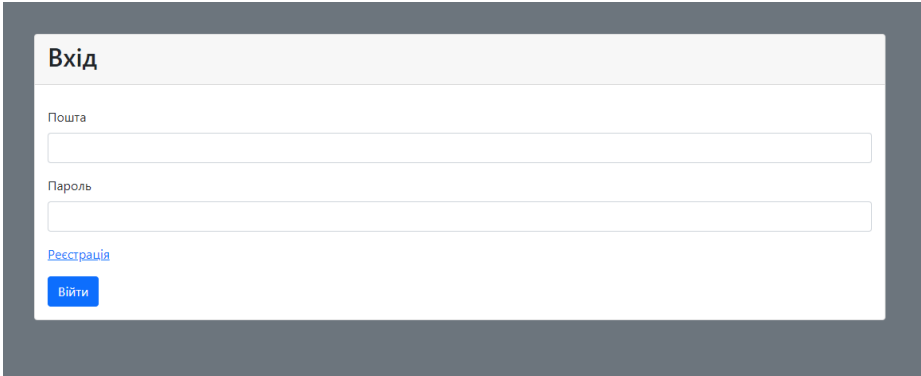 Вхід
Пошта
Пароль
Реєстрація
Війти